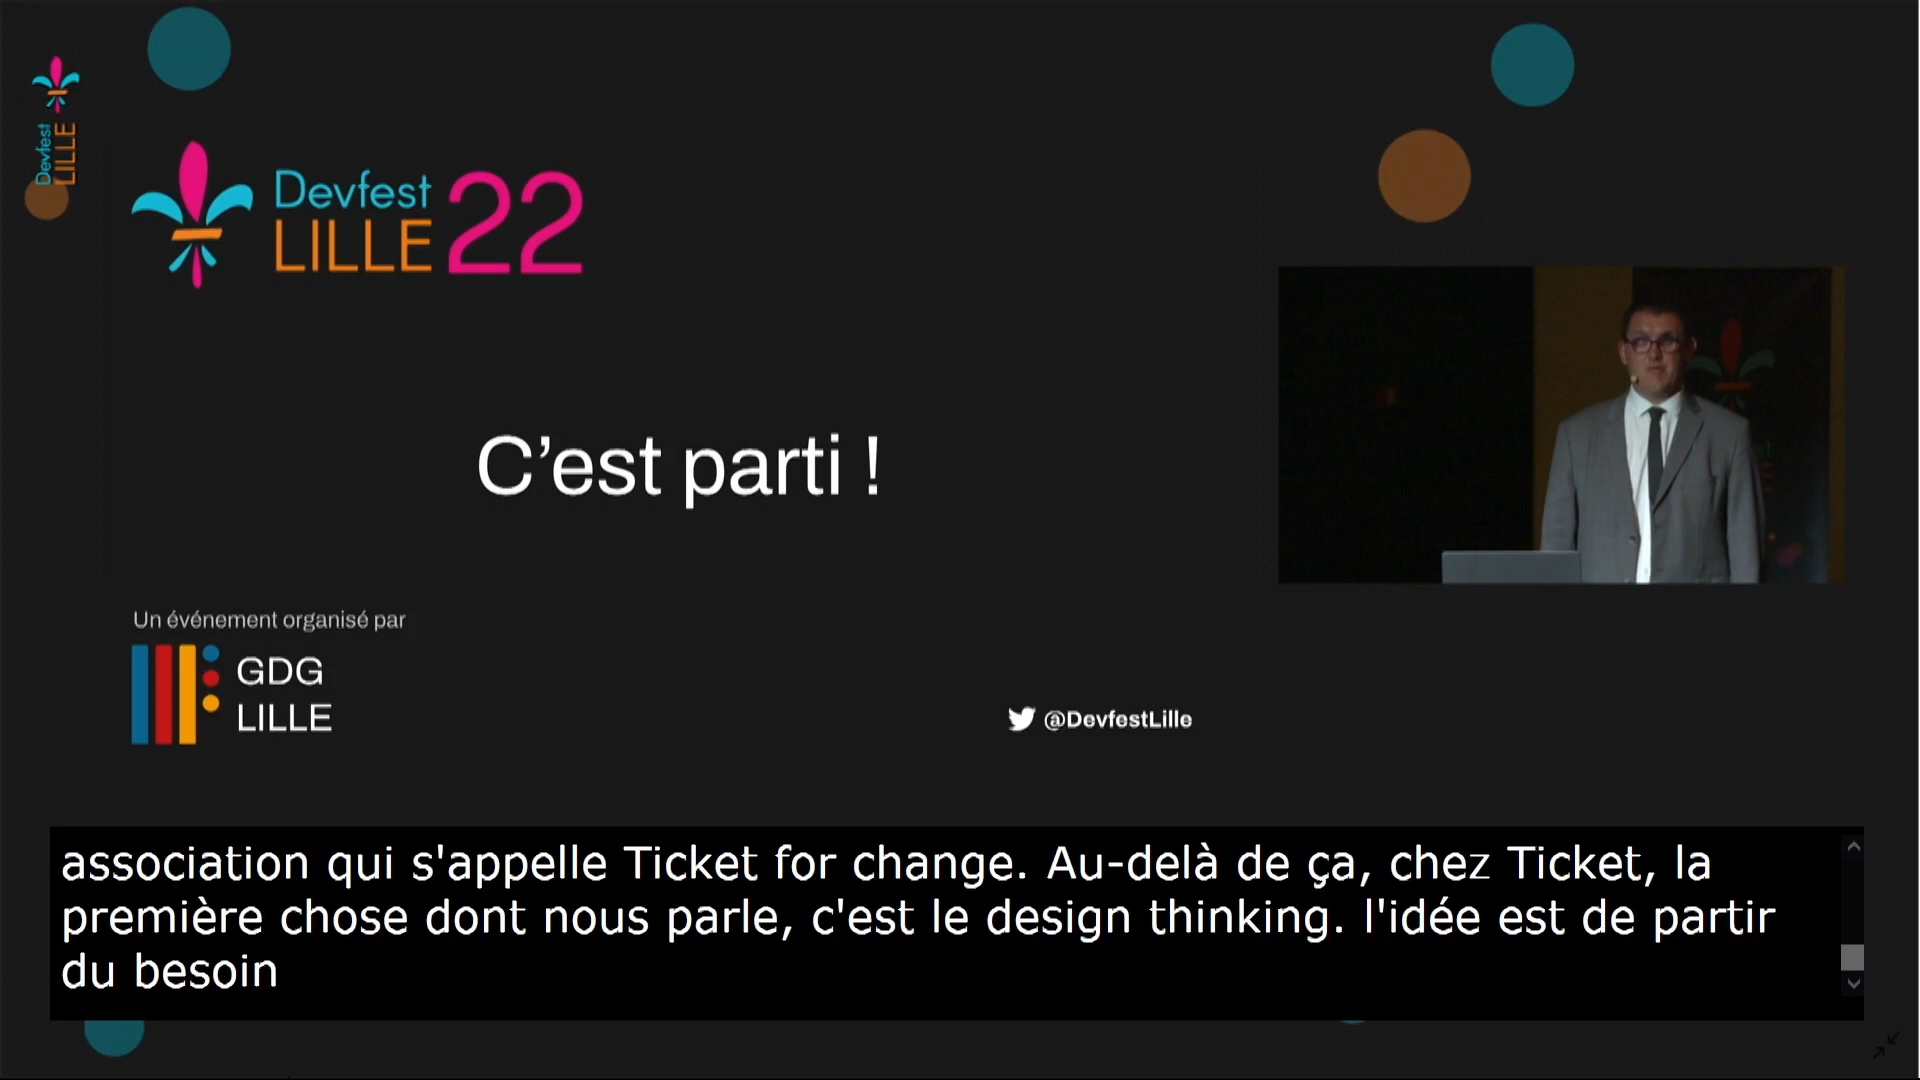 Devfest
LILLE
Devfest
LILLE 22
C’est parti !
Un événement organisé par
GDG
LILLE
@DevfestLille
association qui s'appelle Ticket for change. Au-delà de ça, chez Ticket, la
première chose dont nous parle, c'est le design thinking. l'idée est de partir
du besoin